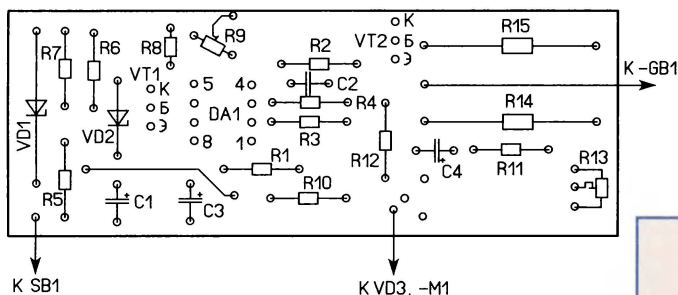 К
R15
R7
R6
R8
R9
R2
VT2
Б
Э
К -GB1
VT1
К
5
4
C2
R4
VD1
VD2
Б
DA1
R14
Э
8
1
R3
R12
C4
R11
R13
R5
R1
C1
C3
R10
К SB1
К VD3, -М1